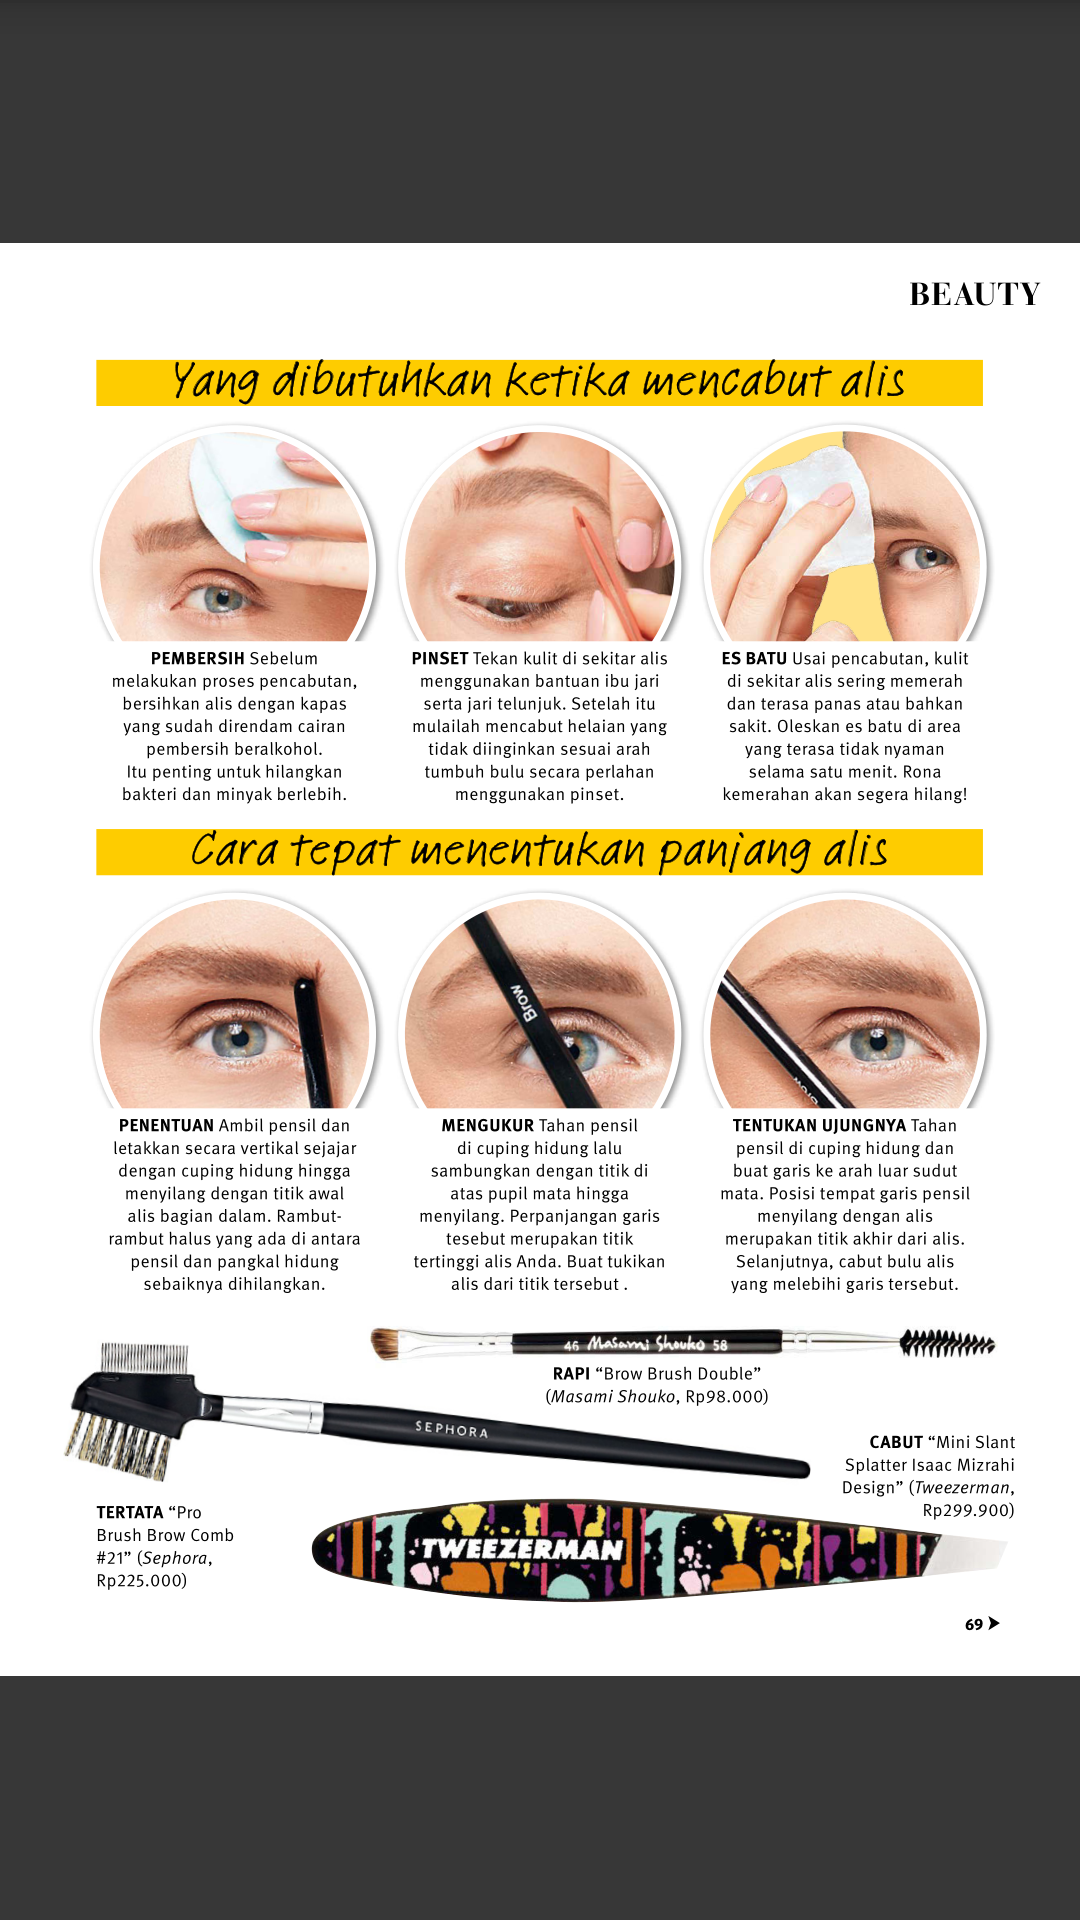 BEAUTY
Yang dibutuhkan ketika mencabut alis
PEMBERSIH Sebelum
melakukan proses pencabutan,
bersihkan alis dengan kapas
yang sudah direndam cairan
pembersih beralkohol.
Itu penting untuk hilangkan
bakteri dan minyak berlebih.
PINSET Tekan kulit di sekitar alis
menggunakan bantuan ibu jari
serta jari telunjuk. Setelah itu
mulailah mencabut helaian yang
tidak diinginkan sesuai arah
tumbuh bulu secara perlahan
menggunakan pinset.
ES BATU Usai pencabutan, kulit
di sekitar alis sering memerah
dan terasa panas atau bahkan
sakit. Oleskan es batu di area
yang terasa tidak nyaman
selama satu menit. Rona
kemerahan akan segera hilang!
Cara tepat menentukan panjang alis
Brow
Brow
PENENTUAN Ambil pensil dan
letakkan secara vertikal sejajar
dengan cuping hidung hingga
menyilang dengan titik awal
alis bagian dalam. Rambut-
rambut halus yang ada di antara
pensil dan pangkal hidung
sebaiknya dihilangkan.
MENGUKUR Tahan pensil
di cuping hidung lalu
sambungkan dengan titik di
atas pupil mata hingga
menyilang. Perpanjangan garis
tesebut merupakan titik
tertinggi alis Anda. Buat tukikan
alis dari titik tersebut .
TENTUKAN UJUNGNYA Tahan
pensil di cuping hidung dan
buat garis ke arah luar sudut
mata. Posisi tempat garis pensil
menyilang dengan alis
merupakan titik akhir dari alis.
Selanjutnya, cabut bulu alis
yang melebihi garis tersebut.
46 Masami Shouko 58
RAPI “Brow Brush Double”
(Masami Shouko, Rp98.000)
SEPHORA
CABUT “Mini Slant
Splatter Isaac Mizrahi
Design” (Tweezerman,
Rp299.900)
TERTATA “Pro
Brush Brow Comb
#21” (Sephora,
Rp225.000)
TWEEZERMAN
69